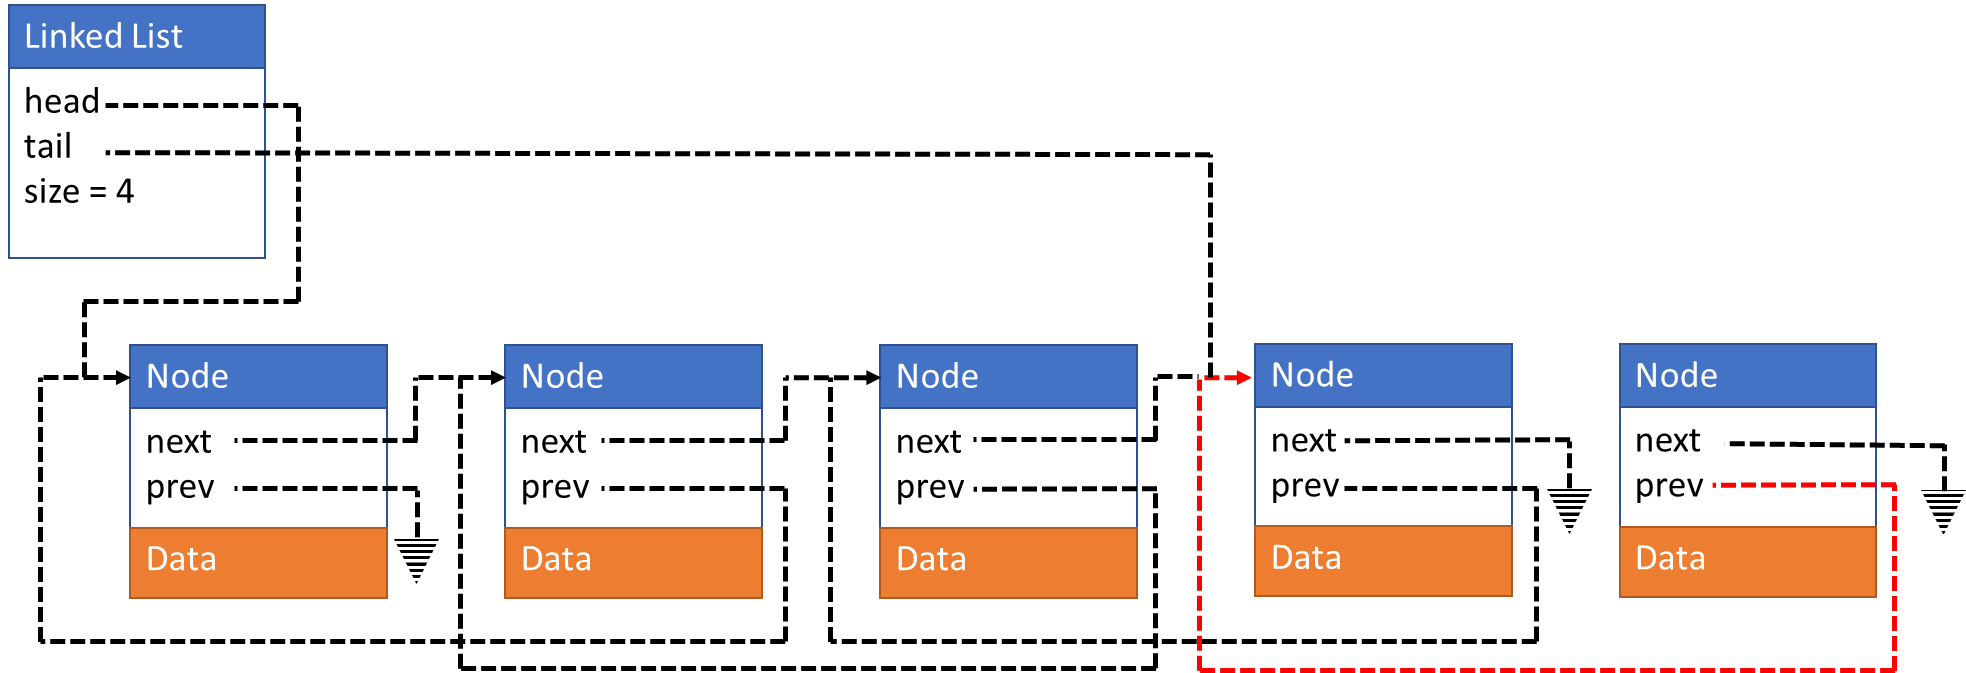 Linked List
head
tail
size = 4
Node
next
prev
Data
Node
next
prev
Data
Node
next
prev
Data
Node
next
prev
Data
Node
next
prev
Data